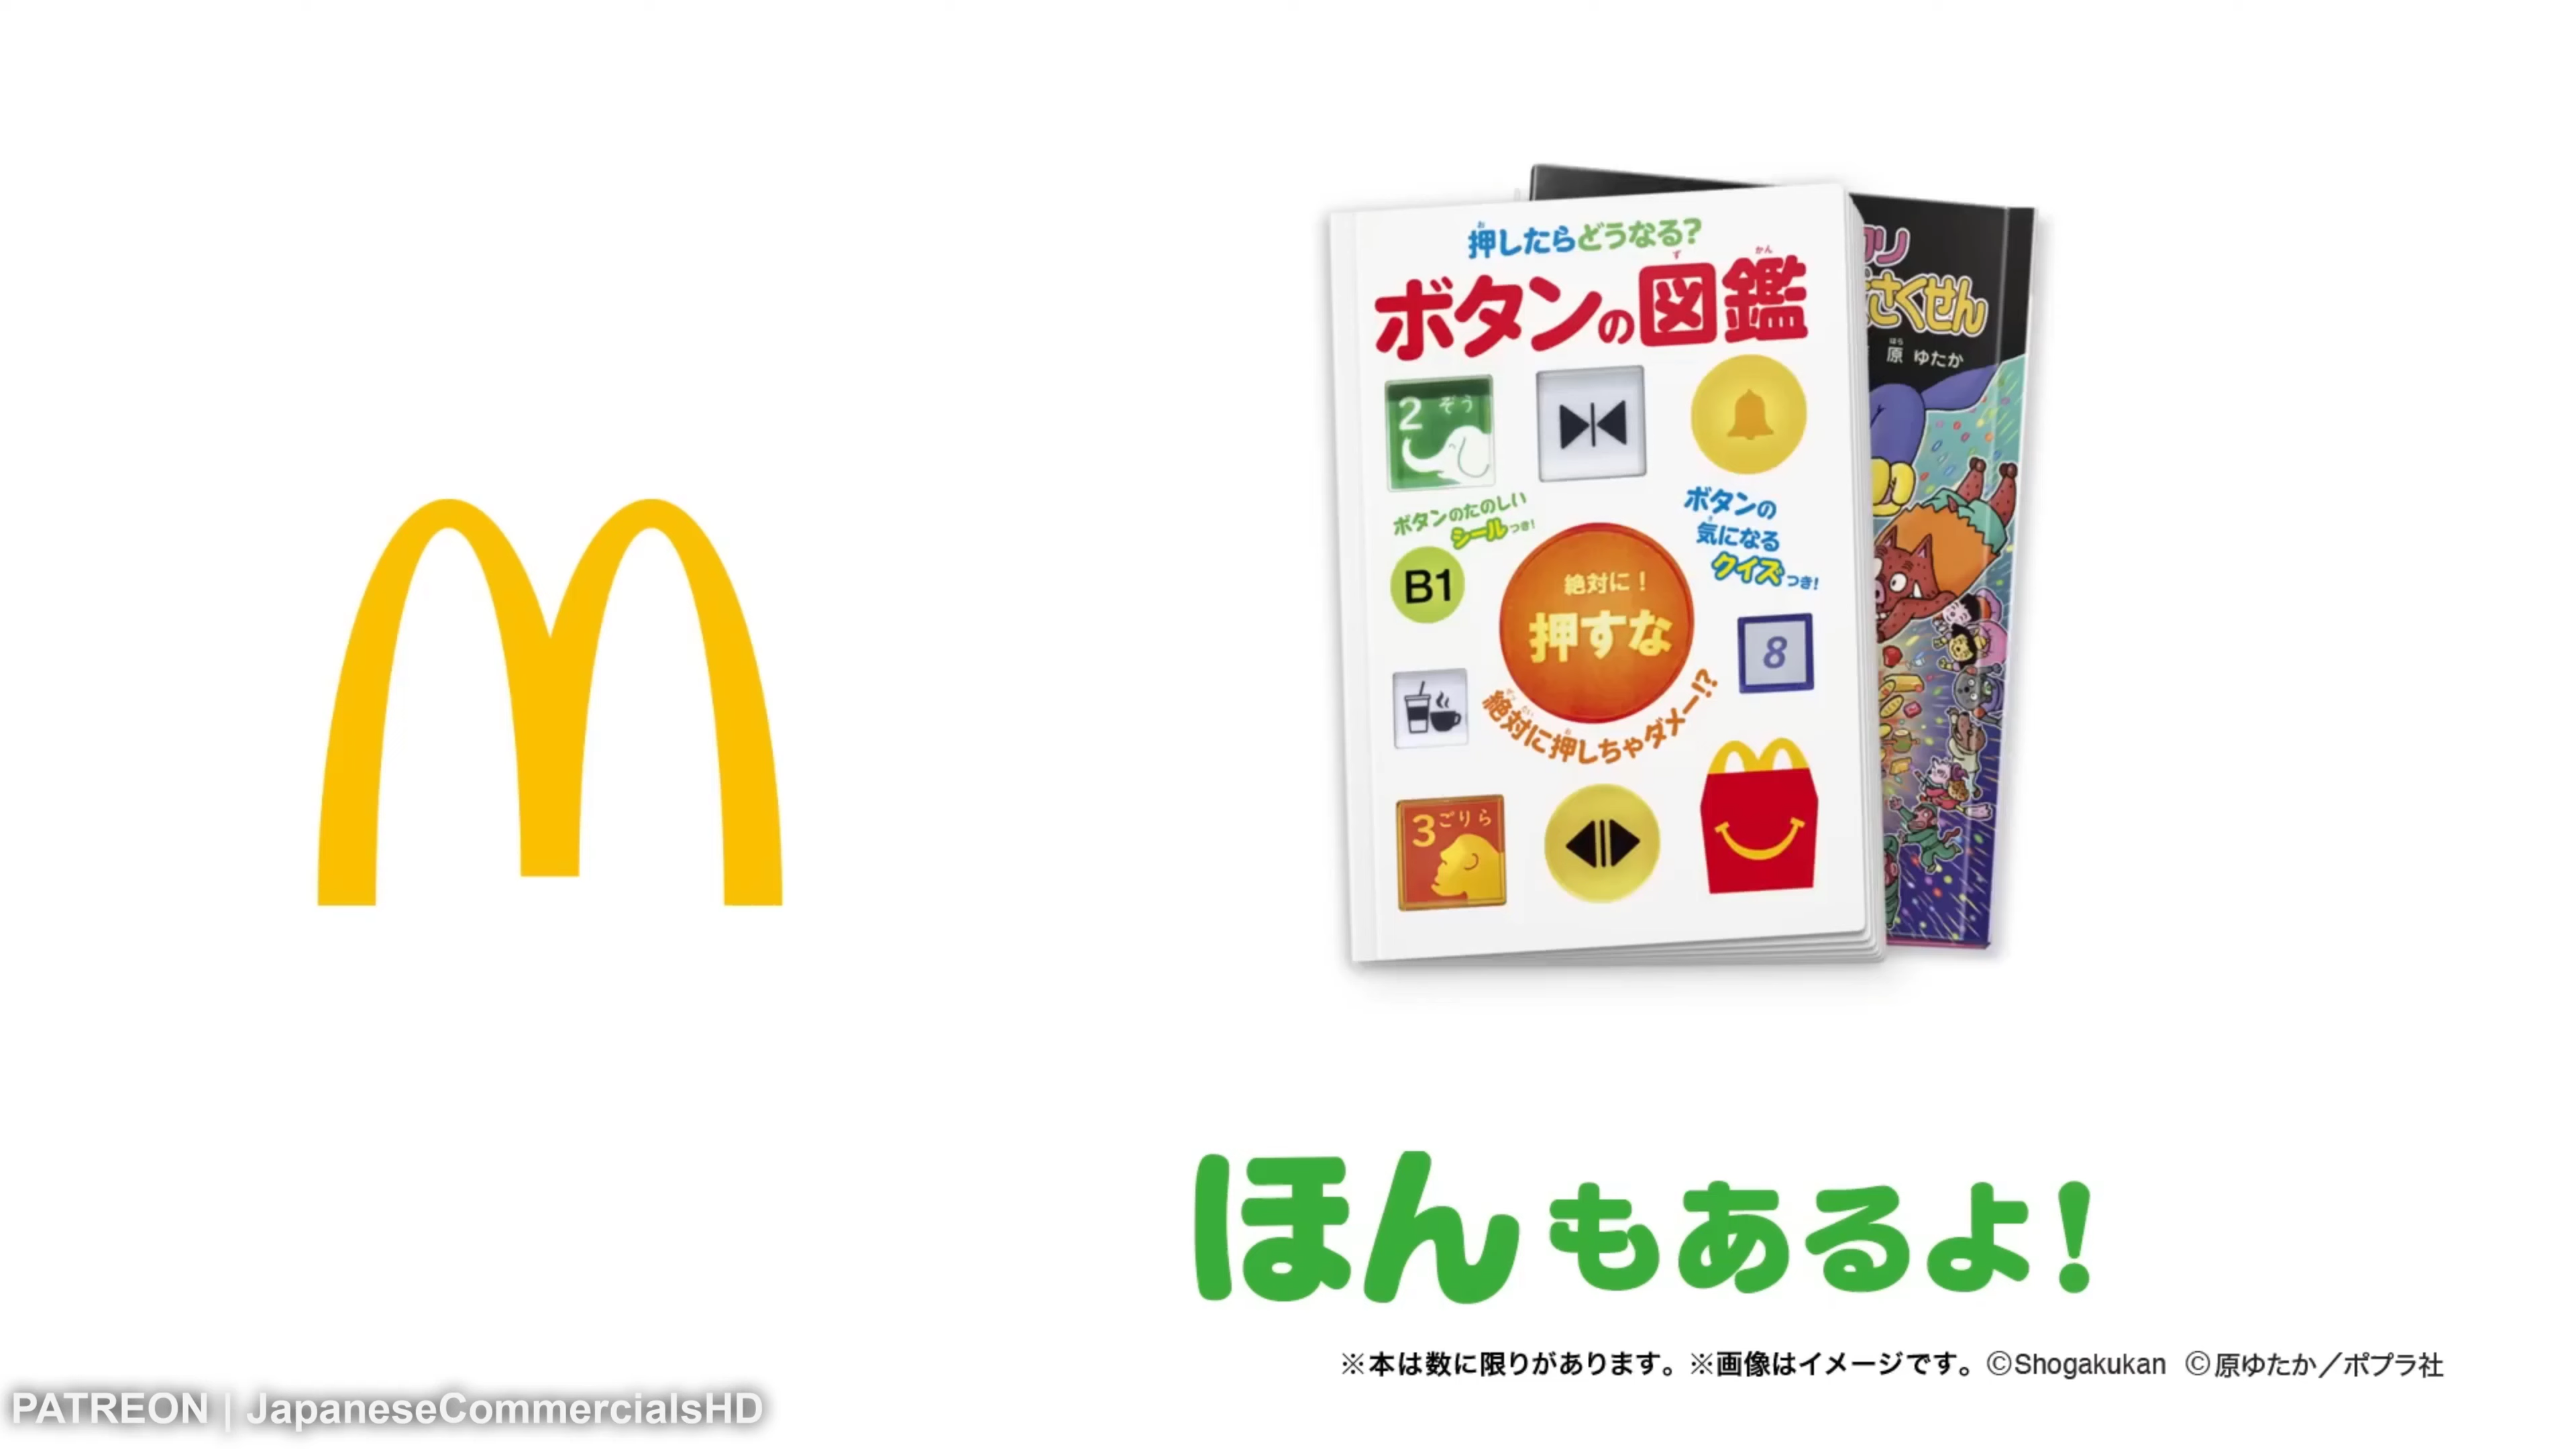 押したらどうなる?
ボタンの図鑑
2 ぞう
ボタンのたのしい
シールつき!
ボタンの
気になる
クイズつき!
B1
絶対に!
押すな
8
絶対に押しちゃダメー!?
3 ごりら
さくせん
原 ゆたか
ほんもあるよ!
※本は数に限りがあります。※画像はイメージです。©Shogakukan ©原ゆたか/ポプラ社
PATREON | JapaneseCommercialsHD